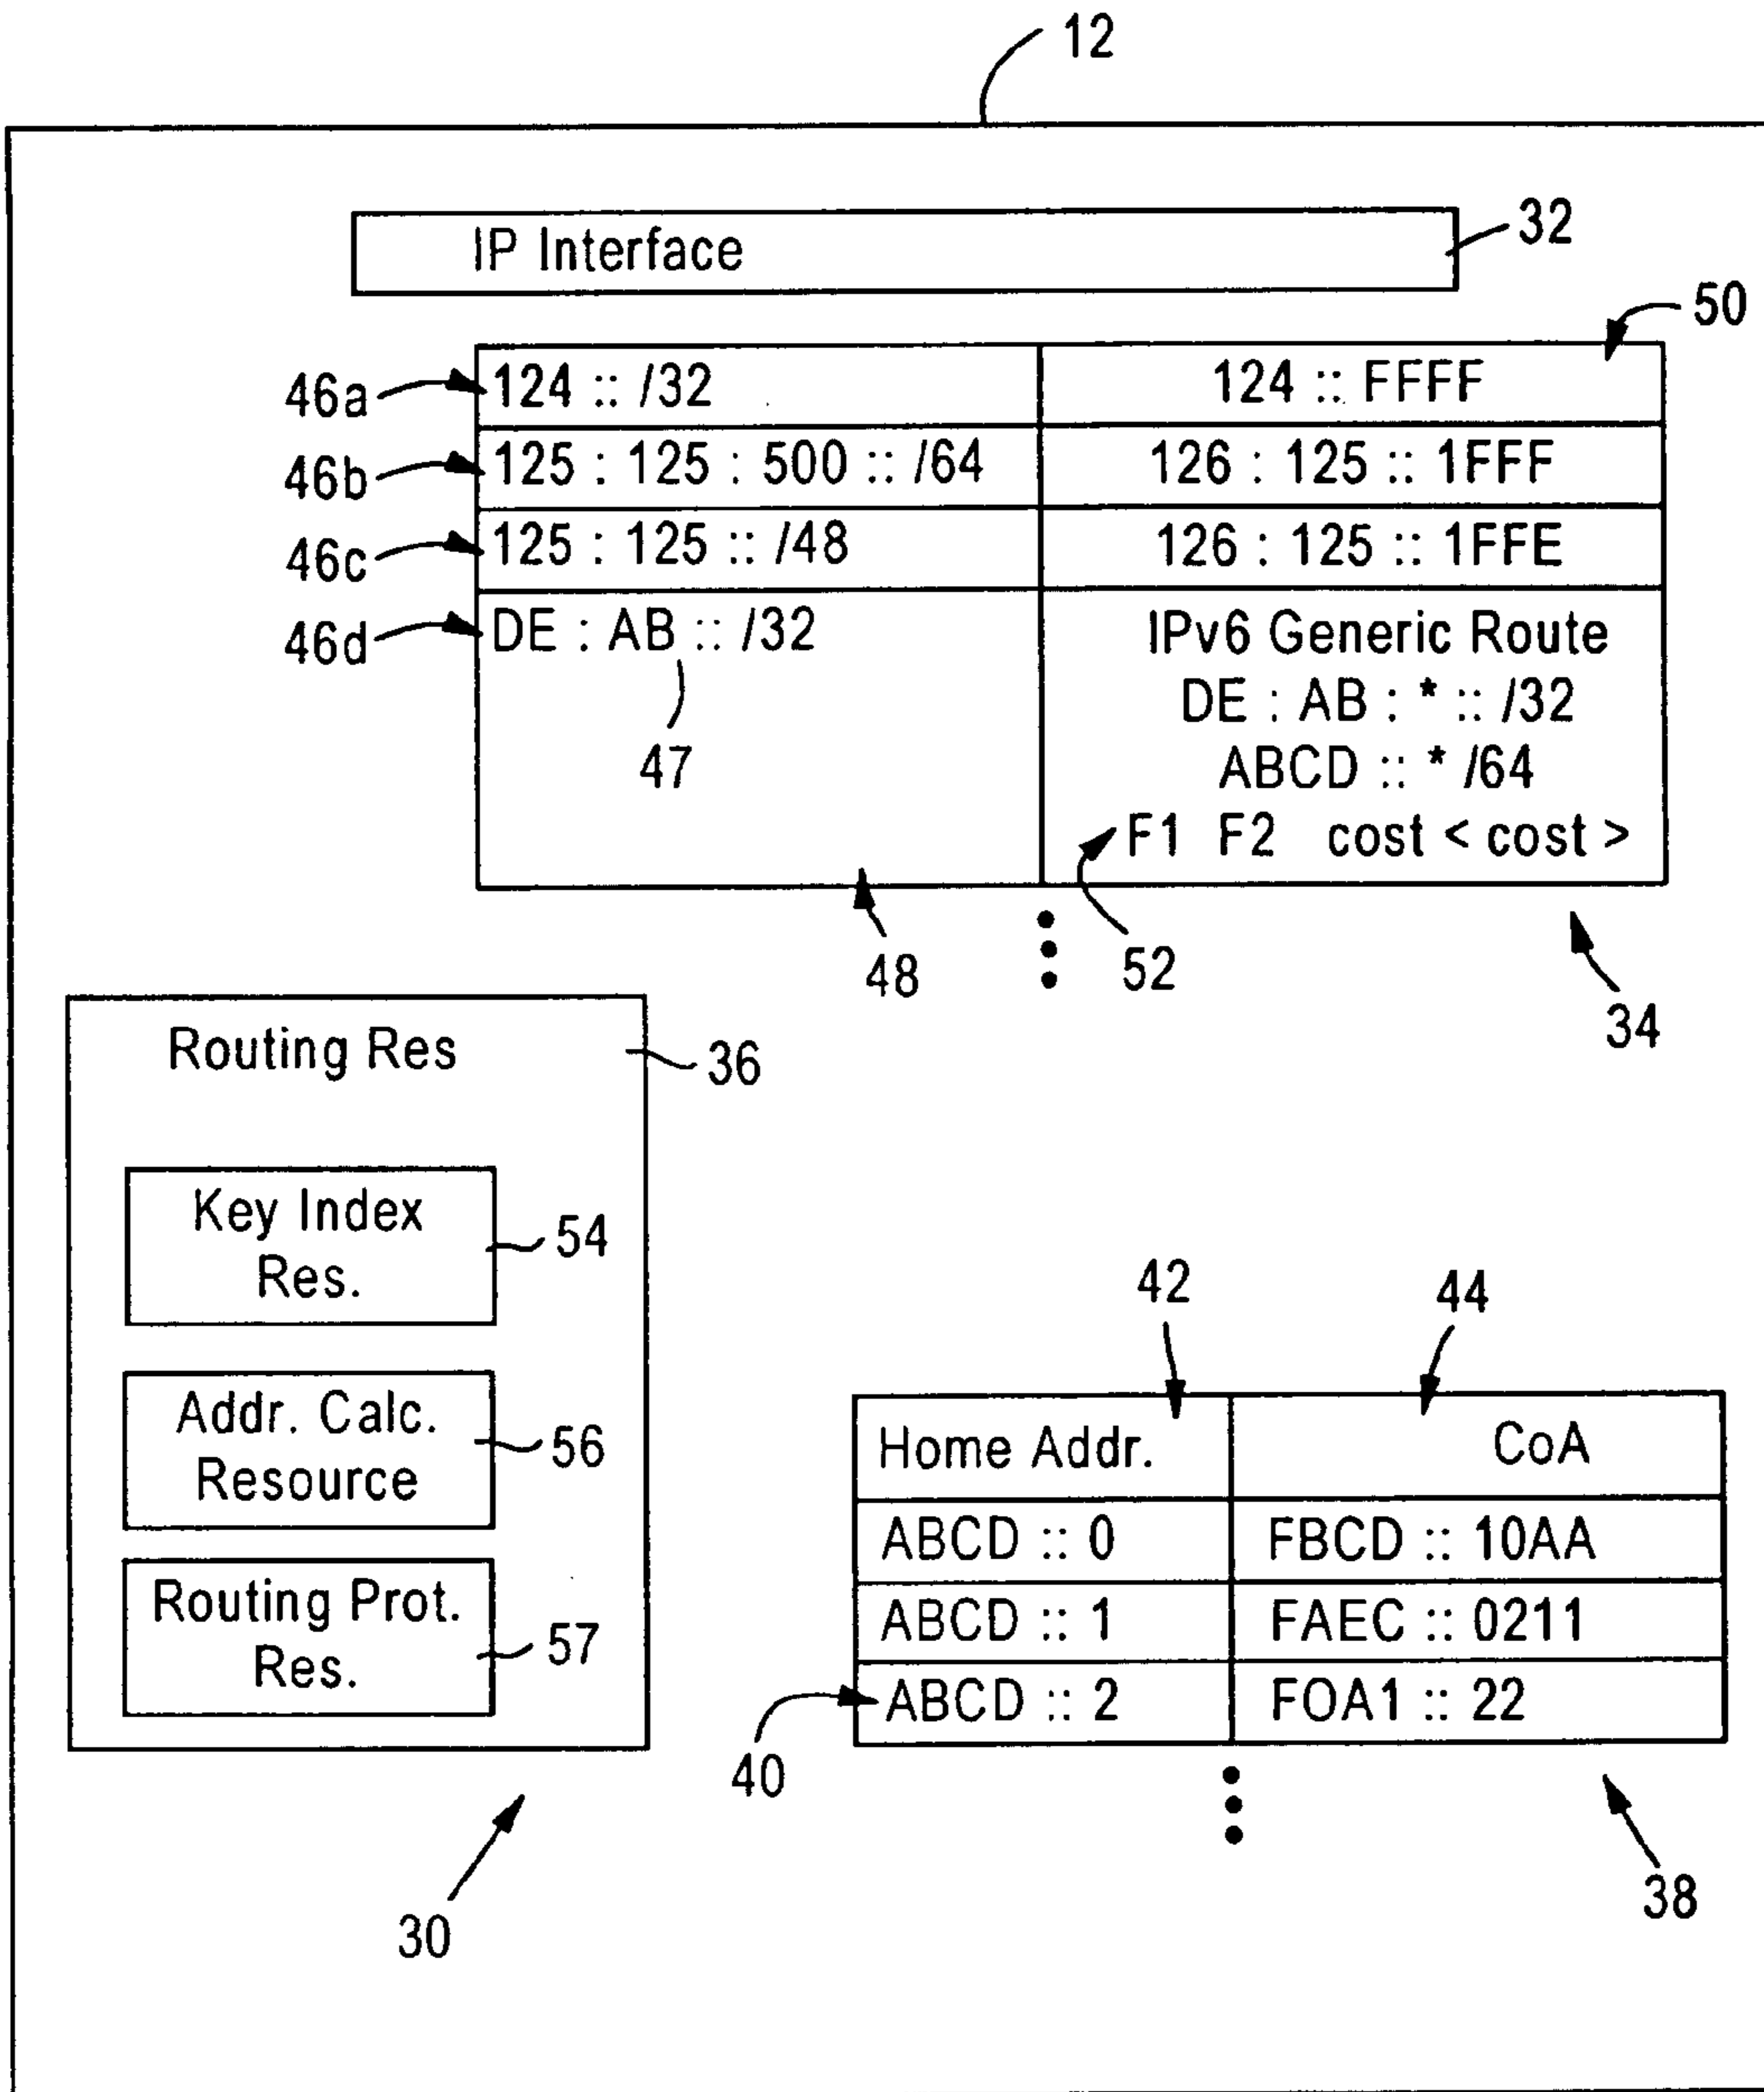 12
IP Interface
32
50
46a
124 :: /32
124 :: FFFF
46b
125 : 125 : 500 :: /64
126 : 125 :: 1FFF
46c
125 : 125 :: /48
126 : 125 :: 1FFE
46d
DE : AB :: /32
IPv6 Generic Route
DE : AB : * :: /32
47
ABCD :: * /64
F1 F2 cost < cost >
48
52
34
Routing Res
36
Key Index
Res.
54
Addr. Calc.
Resource
56
Routing Prot.
Res.
57
30
42
44
Home Addr.
CoA
ABCD :: 0
FBCD :: 10AA
ABCD :: 1
FAEC :: 0211
40
ABCD :: 2
FOA1 :: 22
38